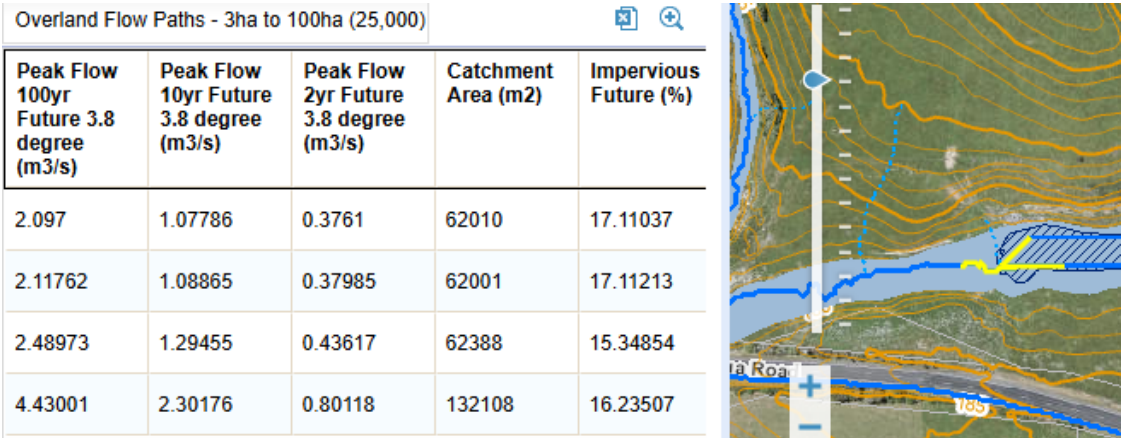 Overland Flow Paths - 3ha to 100ha (25,000)
Peak Flow 100yr Future 3.8 degree (m3/s) Peak Flow 10yr Future 3.8 degree (m3/s) Peak Flow 2yr Future 3.8 degree (m3/s) Catchment Area (m2) Impervious Future (%)
2.097 1.07786 0.3761 62010 17.11037
2.11762 1.08865 0.37985 62001 17.11213
2.48973 1.29455 0.43617 62388 15.34854
4.43001 2.30176 0.80118 132108 16.23507
ua Road
+
185
−